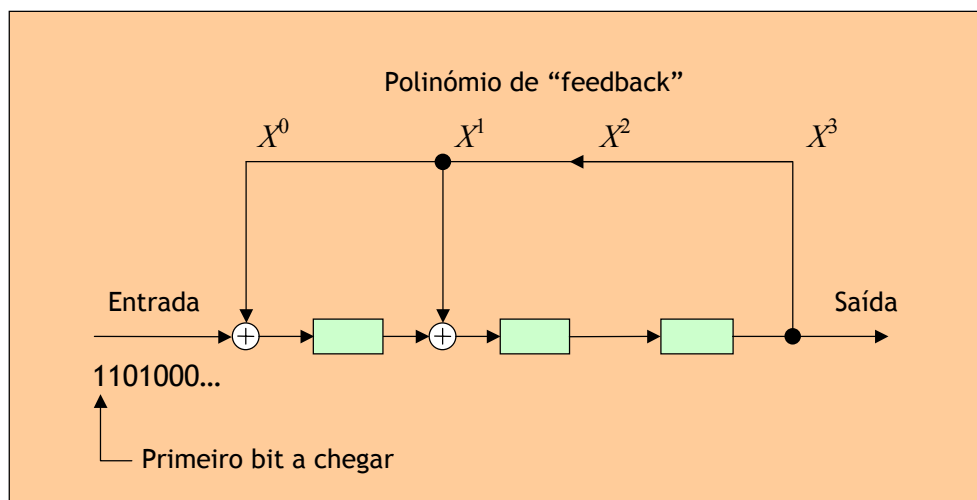 Polinómio de “feedback”
X⁰ X¹ X² X³
Entrada Saída
+ +
1101000...
Primeiro bit a chegar